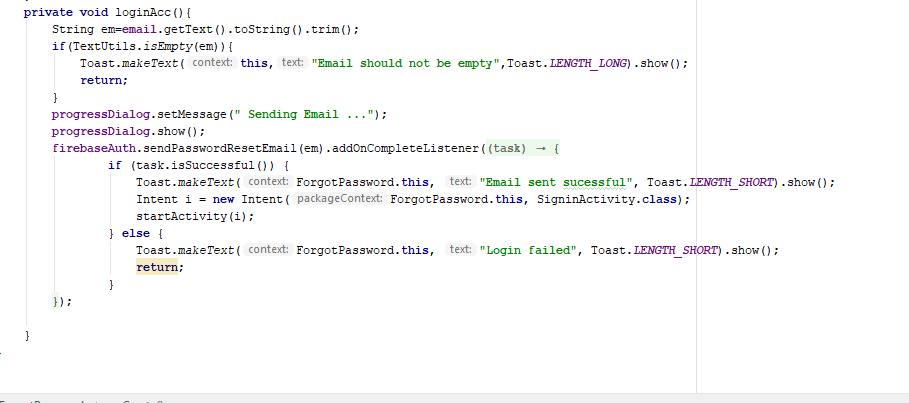 private void loginAcc(){
String em=email.getText().toString().trim();
if(TextUtils.isEmpty(em)){
Toast.makeText( context: this, text: "Email should not be empty",Toast.LENGTH_LONG).show();
return;
}
progressDialog.setMessage(" Sending Email ...");
progressDialog.show();
firebaseAuth.sendPasswordResetEmail(em).addOnCompleteListener((task) → {
if (task.isSuccessful()) {
Toast.makeText( context: ForgotPassword.this, text: "Email sent sucessful", Toast.LENGTH_SHORT).show();
Intent i = new Intent( packageContext: ForgotPassword.this, SigninActivity.class);
startActivity(i);
} else {
Toast.makeText( context: ForgotPassword.this, text: "Login failed", Toast.LENGTH_SHORT).show();
return;
}
});
}